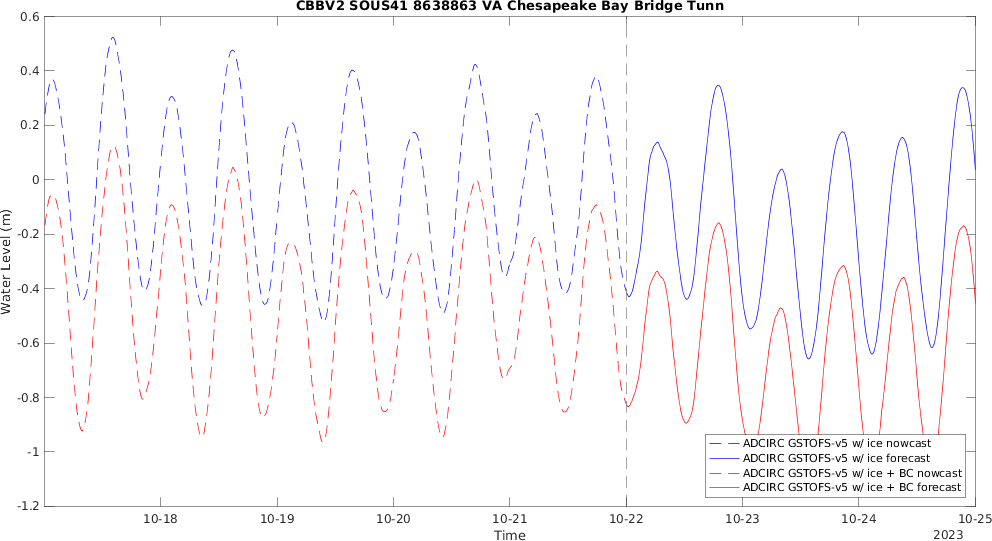 CBBV2 SOUS41 8638863 VA Chesapeake Bay Bridge Tunn
0.6
0.4
0.2
0
-0.2
-0.4
-0.6
-0.8
-1
-1.2
Water Level (m)
10-18
10-19
10-20
10-21
10-22
10-23
10-24
10-25
Time
2023
ADCIRC GSTOFS-v5 w/ ice nowcast
ADCIRC GSTOFS-v5 w/ ice forecast
ADCIRC GSTOFS-v5 w/ ice + BC nowcast
ADCIRC GSTOFS-v5 w/ ice + BC forecast